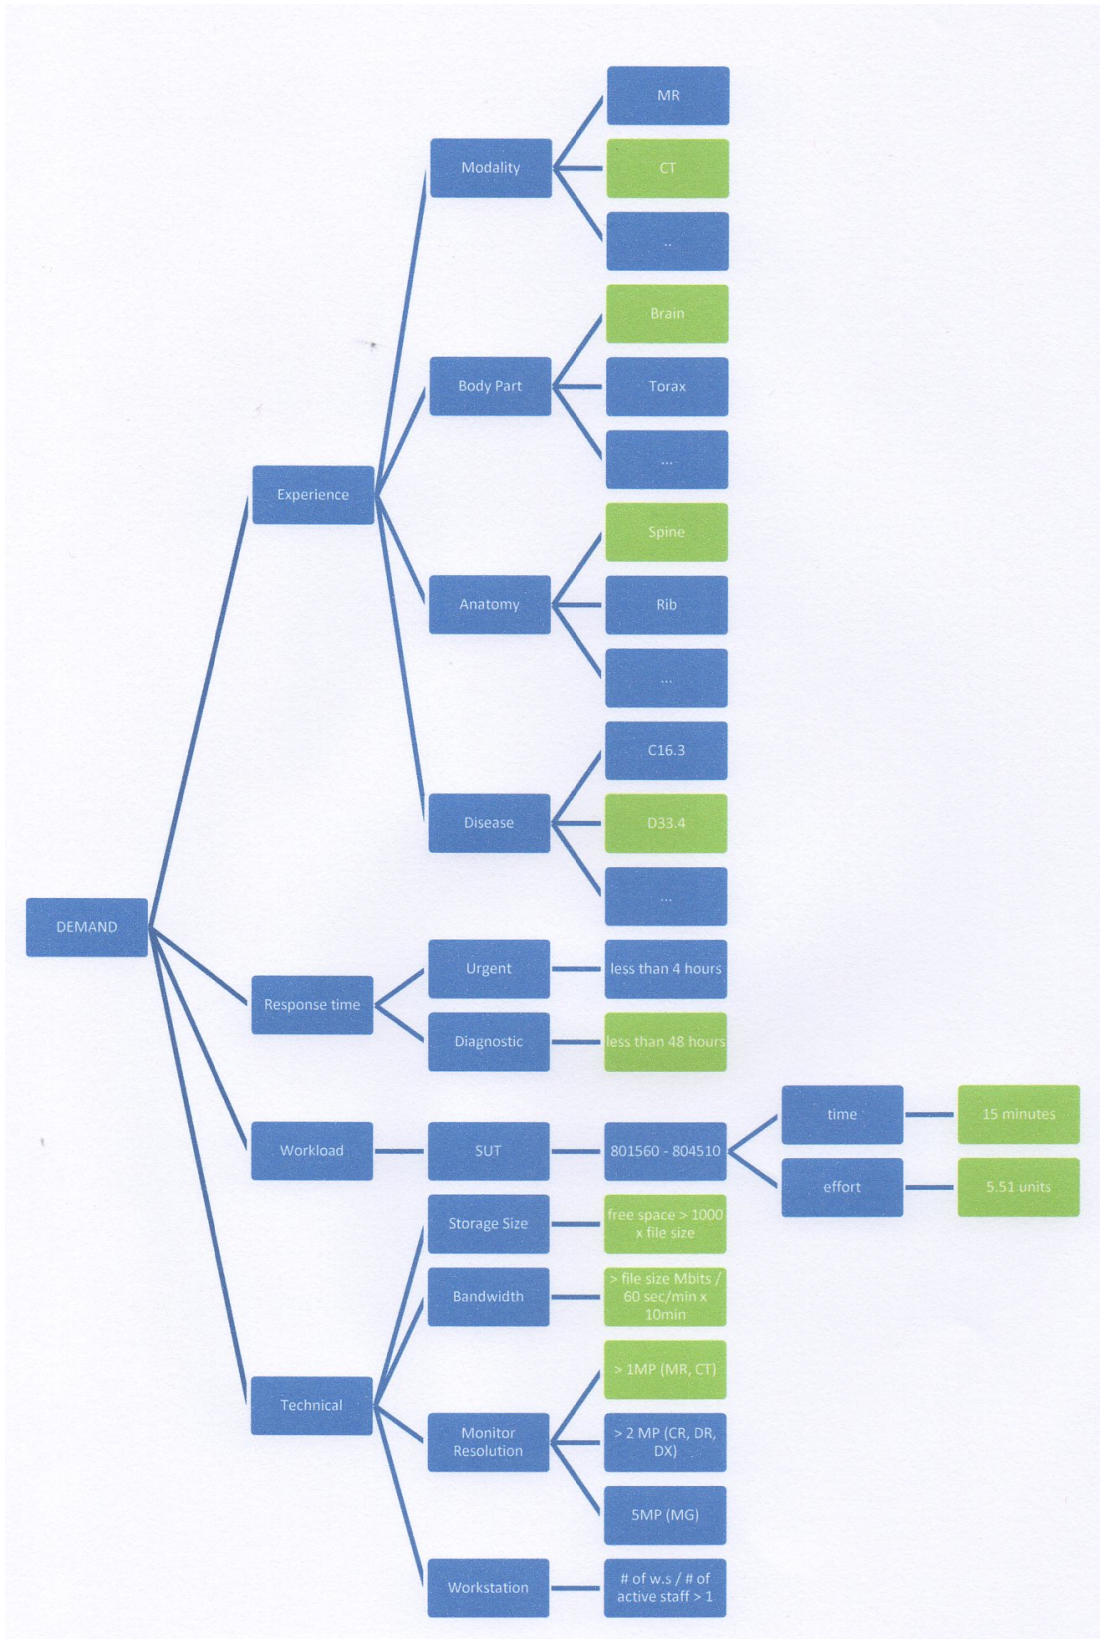 MR
Modality
CT
..
Brain
Body Part
Torax
...
Experience
Spine
Anatomy
Rib
...
C16.3
Disease
D33.4
...
DEMAND
Urgent
less than 4 hours
Response time
Diagnostic
less than 48 hours
time
15 minutes
Workload
SUT
801560 - 804510
effort
5.51 units
Storage Size
free space > 1000
x file size
Bandwidth
> file size Mbits /
60 sec/min x
10min
> 1MP (MR, CT)
Technical
Monitor
Resolution
> 2 MP (CR, DR,
DX)
5MP (MG)
Workstation
# of w.s / # of
active staff > 1